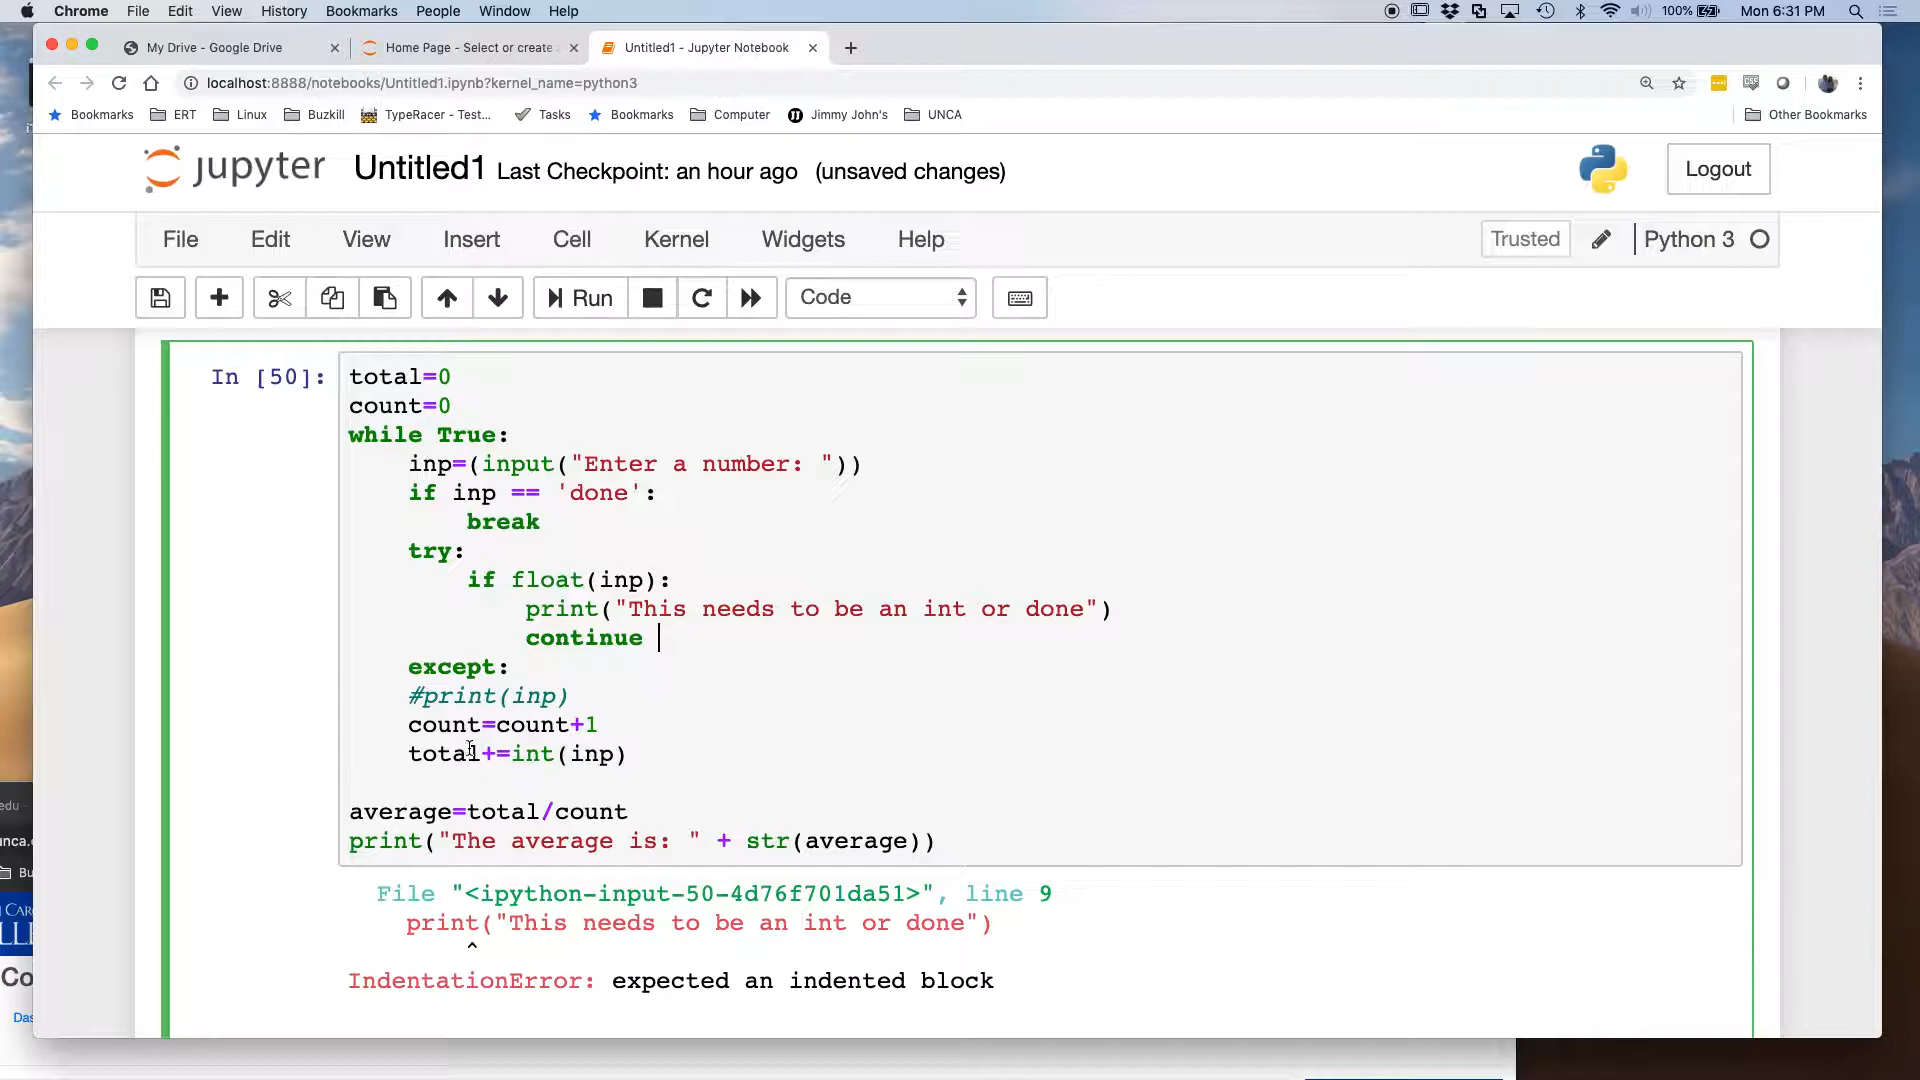 Chrome File Edit View History Bookmarks People Window Help 100% Mon 6:31 PM
My Drive - Google Drive Home Page - Select or create Untitled1 - Jupyter Notebook
localhost:8888/notebooks/Untitled1.ipynb?kernel_name=python3
Bookmarks ERT Linux Buzkill TypeRacer - Test... Tasks Bookmarks Computer Jimmy John's UNCA Other Bookmarks
jupyter Untitled1 Last Checkpoint: an hour ago (unsaved changes) Logout
File Edit View Insert Cell Kernel Widgets Help Trusted Python 3
Run Code
In [50]: total=0
count=0
while True:
inp=(input("Enter a number: "))
if inp == 'done':
break
try:
if float(inp):
print("This needs to be an int or done")
continue
except:
#print(inp)
count=count+1
total+=int(inp)
average=total/count
print("The average is: " + str(average))
File "<ipython-input-50-4d76f701da51>", line 9
print("This needs to be an int or done")
^
IndentationError: expected an indented block